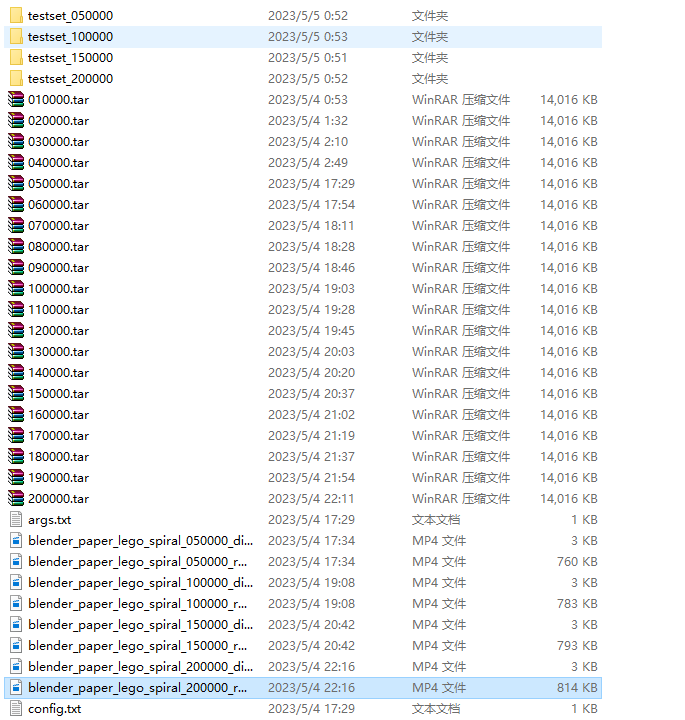 testset_050000 2023/5/5 0:52 文件夹
testset_100000 2023/5/5 0:53 文件夹
testset_150000 2023/5/5 0:51 文件夹
testset_200000 2023/5/5 0:52 文件夹
010000.tar 2023/5/4 0:53 WinRAR 压缩文件 14,016 KB
020000.tar 2023/5/4 1:32 WinRAR 压缩文件 14,016 KB
030000.tar 2023/5/4 2:10 WinRAR 压缩文件 14,016 KB
040000.tar 2023/5/4 2:49 WinRAR 压缩文件 14,016 KB
050000.tar 2023/5/4 17:29 WinRAR 压缩文件 14,016 KB
060000.tar 2023/5/4 17:54 WinRAR 压缩文件 14,016 KB
070000.tar 2023/5/4 18:11 WinRAR 压缩文件 14,016 KB
080000.tar 2023/5/4 18:28 WinRAR 压缩文件 14,016 KB
090000.tar 2023/5/4 18:46 WinRAR 压缩文件 14,016 KB
100000.tar 2023/5/4 19:03 WinRAR 压缩文件 14,016 KB
110000.tar 2023/5/4 19:28 WinRAR 压缩文件 14,016 KB
120000.tar 2023/5/4 19:45 WinRAR 压缩文件 14,016 KB
130000.tar 2023/5/4 20:03 WinRAR 压缩文件 14,016 KB
140000.tar 2023/5/4 20:20 WinRAR 压缩文件 14,016 KB
150000.tar 2023/5/4 20:37 WinRAR 压缩文件 14,016 KB
160000.tar 2023/5/4 21:02 WinRAR 压缩文件 14,016 KB
170000.tar 2023/5/4 21:19 WinRAR 压缩文件 14,016 KB
180000.tar 2023/5/4 21:37 WinRAR 压缩文件 14,016 KB
190000.tar 2023/5/4 21:54 WinRAR 压缩文件 14,016 KB
200000.tar 2023/5/4 22:11 WinRAR 压缩文件 14,016 KB
args.txt 2023/5/4 17:29 文本文档 1 KB
blender_paper_lego_spiral_050000_di... 2023/5/4 17:34 MP4 文件 3 KB
blender_paper_lego_spiral_050000_r... 2023/5/4 17:34 MP4 文件 760 KB
blender_paper_lego_spiral_100000_di... 2023/5/4 19:08 MP4 文件 3 KB
blender_paper_lego_spiral_100000_r... 2023/5/4 19:08 MP4 文件 783 KB
blender_paper_lego_spiral_150000_di... 2023/5/4 20:42 MP4 文件 3 KB
blender_paper_lego_spiral_150000_r... 2023/5/4 20:42 MP4 文件 793 KB
blender_paper_lego_spiral_200000_di... 2023/5/4 22:16 MP4 文件 3 KB
blender_paper_lego_spiral_200000_r... 2023/5/4 22:16 MP4 文件 814 KB
config.txt 2023/5/4 17:29 文本文档 1 KB